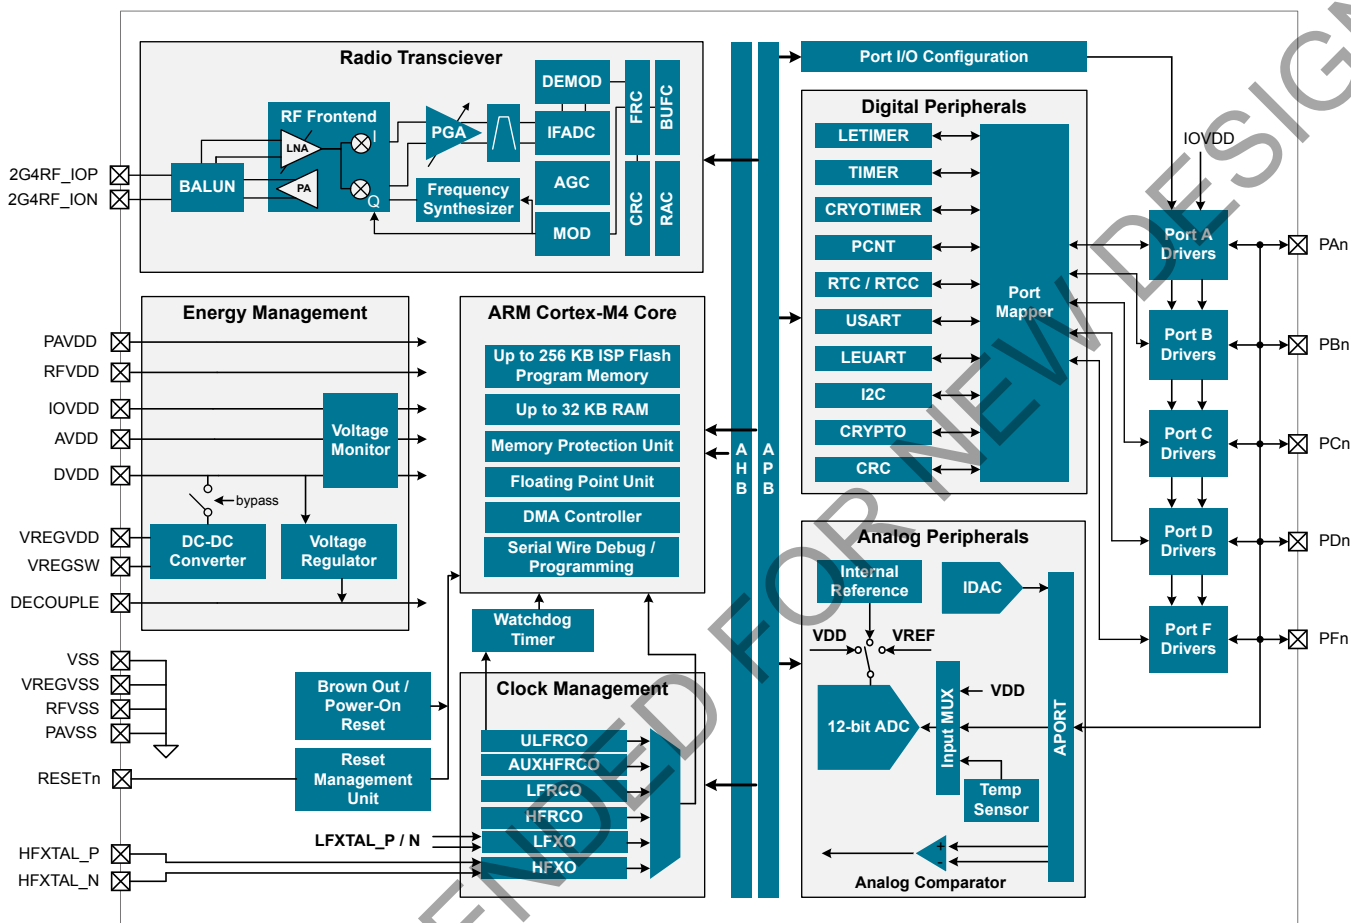 Radio Transciever
DEMOD
FRC
BUFC
RF Frontend
I
LNA
PGA
IFADC
BALUN
PA
Q
Frequency
Synthesizer
AGC
MOD
CRC
RAC
2G4RF_IOP
2G4RF_ION
Energy Management
PAVDD
RFVDD
IOVDD
AVDD
DVDD
Voltage
Monitor
bypass
VREGVDD
VREGSW
DC-DC
Converter
Voltage
Regulator
DECOUPLE
VSS
VREGVSS
RFVSS
PAVSS
RESETn
Brown Out /
Power-On
Reset
Reset
Management
Unit
HFXTAL_P
HFXTAL_N
LFXTAL_P / N
ARM Cortex-M4 Core
Up to 256 KB ISP Flash
Program Memory
Up to 32 KB RAM
Memory Protection Unit
Floating Point Unit
DMA Controller
Serial Wire Debug /
Programming
Watchdog
Timer
Clock Management
ULFRCO
AUXHFRCO
LFRCO
HFRCO
LFXO
HFXO
AHB
APB
Port I/O Configuration
Digital Peripherals
LETIMER
TIMER
CRYOTIMER
PCNT
RTC / RTCC
USART
LEUART
I2C
CRYPTO
CRC
Port
Mapper
IOVDD
Port A
Drivers
Port B
Drivers
Port C
Drivers
Port D
Drivers
Port F
Drivers
PAn
PBn
PCn
PDn
PFn
Analog Peripherals
Internal
Reference
IDAC
VDD
VREF
12-bit ADC
Input MUX
VDD
APORT
Temp
Sensor
+
-
Analog Comparator
ENDED FOR NEW DESIGN